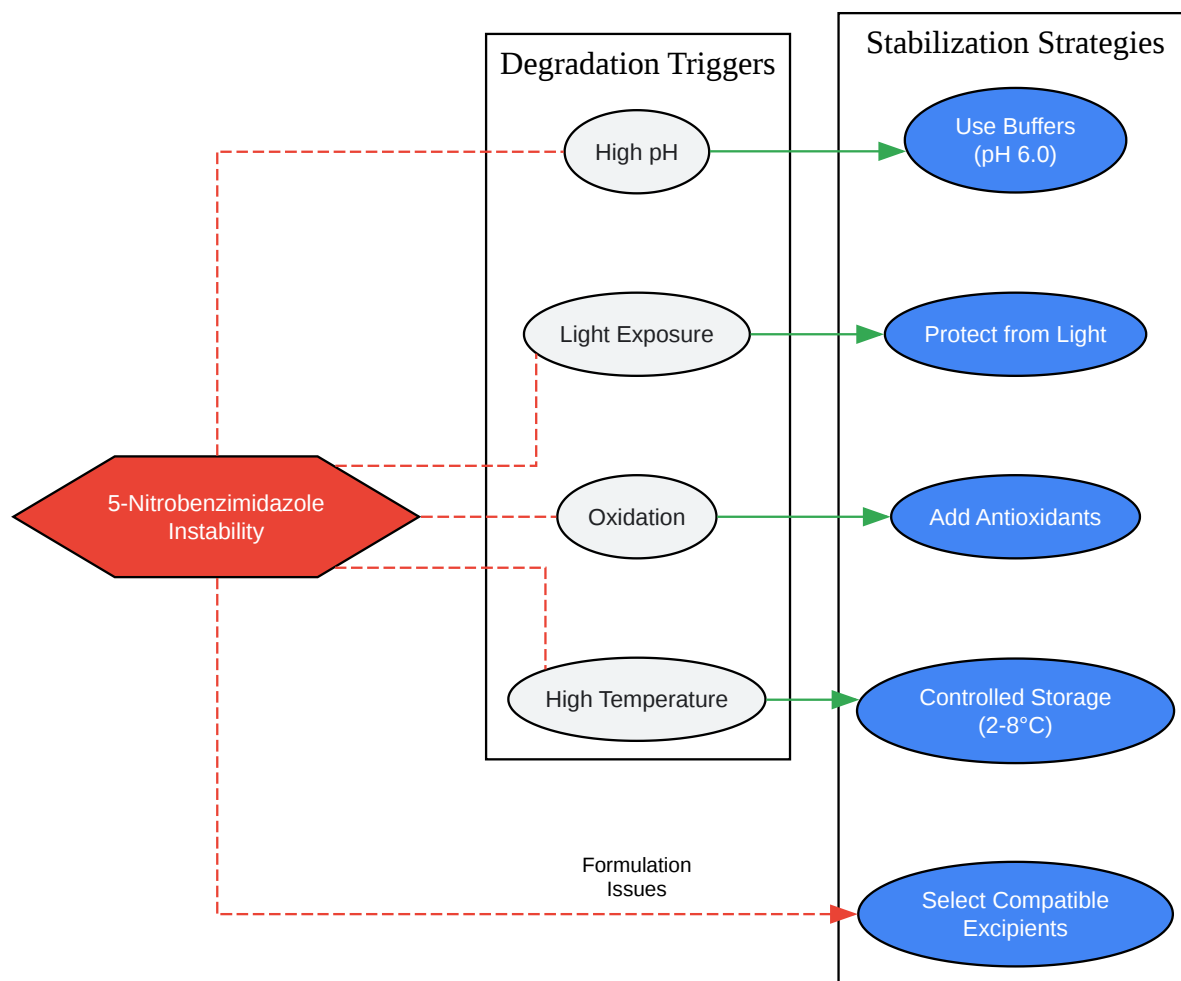 Degradation Triggers
Stabilization Strategies
High pH
Use Buffers
(pH 6.0)
Light Exposure
Protect from Light
5-Nitrobenzimidazole
Instability
Oxidation
Add Antioxidants
High Temperature
Controlled Storage
(2-8°C)
Formulation
Issues
Select Compatible
Excipients